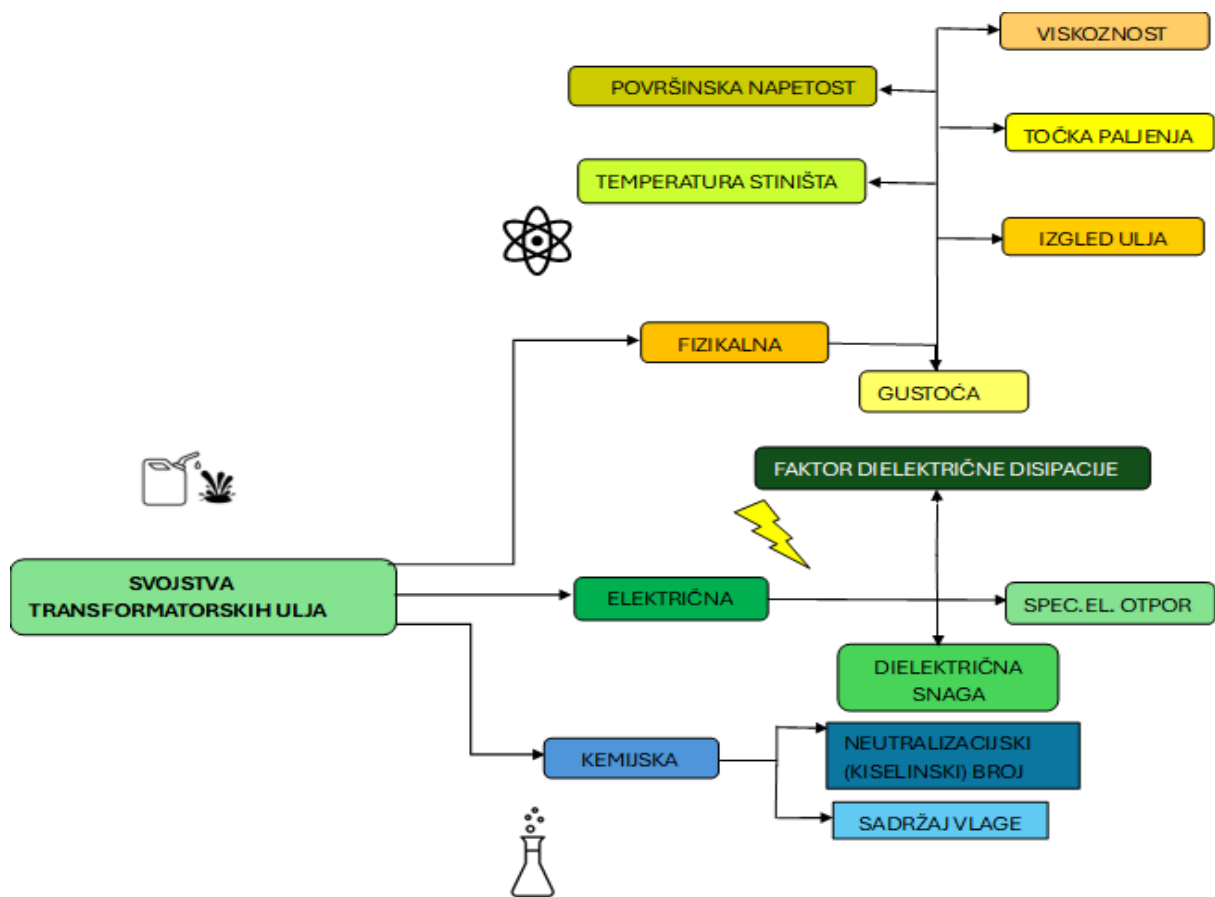 VISKOZNOST
POVRŠINSKA NAPETOST
TOČKA PALJENJA
TEMPERATURA STINIŠTA
IZGLED ULJA
FIZIKALNA
GUSTOĆA
FAKTOR DIELEKTRIČNE DISIPACIJE
SVOJSTVA
TRANSFORMATORSKIH ULJA
ELEKTRIČNA
SPEC. EL. OTPOR
DIELEKTRIČNA
SNAGA
KEMIJSKA
NEUTRALIZACIJSKI
(KISELINSKI) BROJ
SADRŽAJ VLAGE